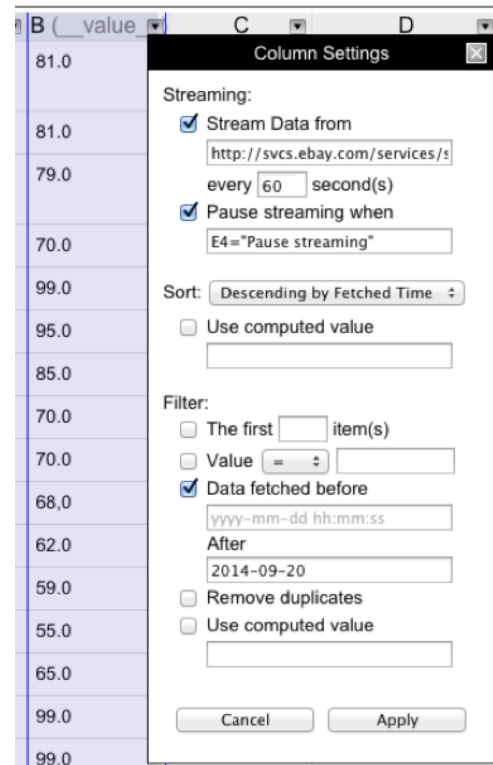 B (__value__)
C
D
81.0
81.0
79.0
70.0
99.0
95.0
85.0
70.0
70.0
68,0
62.0
59.0
55.0
65.0
99.0
99.0
Column Settings
Streaming:
Stream Data from
http://svcs.ebay.com/services/s
every 60 second(s)
Pause streaming when
E4="Pause streaming"
Sort: Descending by Fetched Time
Use computed value
Filter:
The first item(s)
Value =
Data fetched before
yyyy-mm-dd hh:mm:ss
After
2014-09-20
Remove duplicates
Use computed value
Cancel Apply